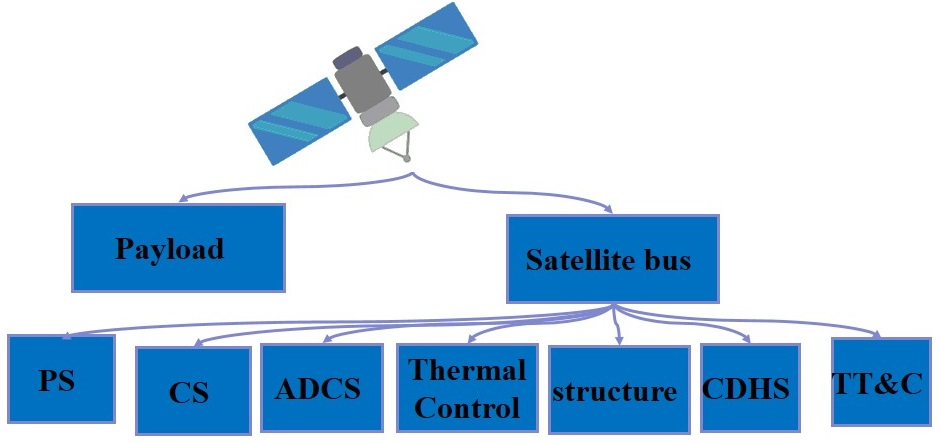 Payload
Satellite bus
PS
CS
ADCS
Thermal
Control
structure
CDHS
TT&C